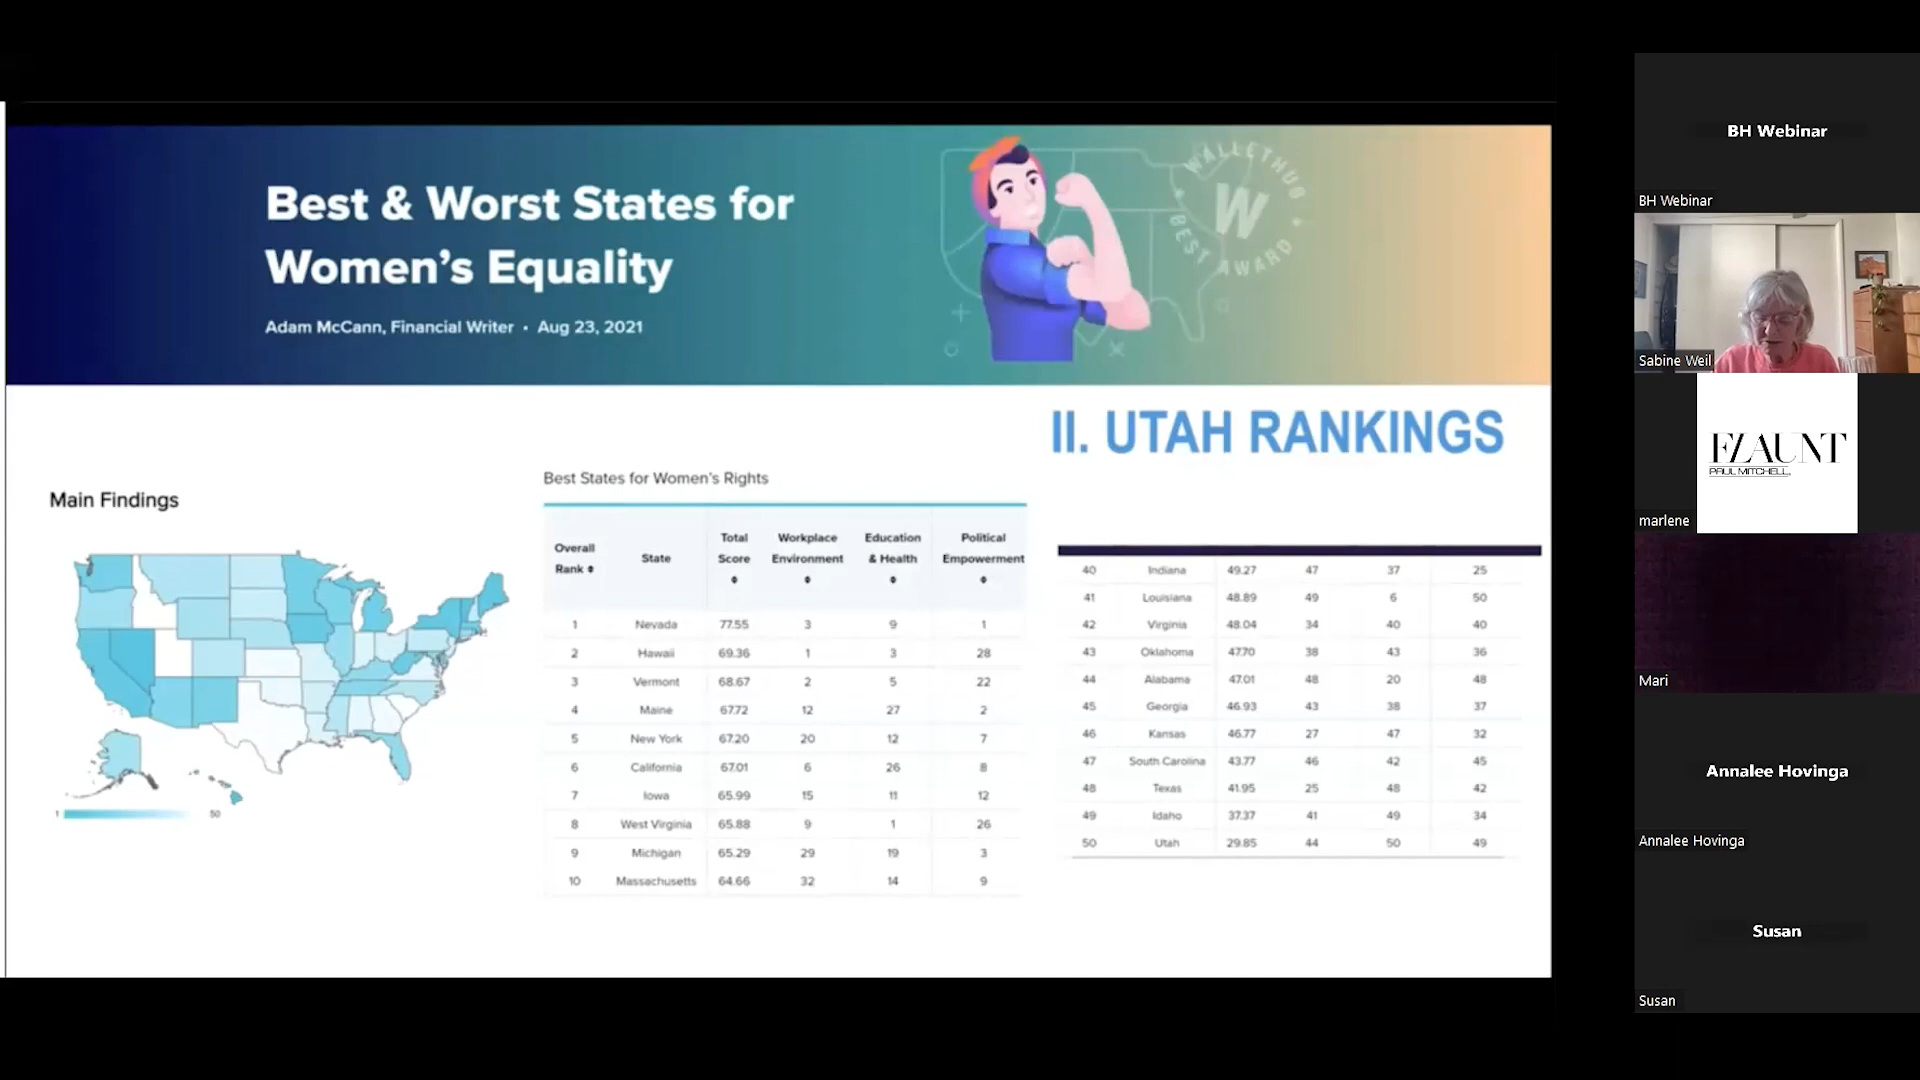 Best & Worst States for
Women's Equality
Adam McCann, Financial Writer • Aug 23, 2021
WALLETHUB
W
BEST AWARD
II. UTAH RANKINGS
Main Findings
1 50
Best States for Women's Rights
Overall Rank State Total Score Workplace Environment Education & Health Political Empowerment
1 Nevada 77.55 3 9 1
2 Hawaii 69.36 1 3 28
3 Vermont 68.67 2 5 22
4 Maine 67.72 12 27 2
5 New York 67.20 20 12 7
6 California 67.01 6 26 8
7 Iowa 65.99 15 11 12
8 West Virginia 65.88 9 1 26
9 Michigan 65.29 29 19 3
10 Massachusetts 64.66 32 14 9
40 Indiana 49.27 47 37 25
41 Louisiana 48.89 49 6 50
42 Virginia 48.04 34 40 40
43 Oklahoma 47.70 38 43 36
44 Alabama 47.01 48 20 48
45 Georgia 46.93 43 38 37
46 Kansas 46.77 27 47 32
47 South Carolina 43.77 46 42 45
48 Texas 41.95 25 48 42
49 Idaho 37.37 41 49 34
50 Utah 29.85 44 50 49
BH Webinar
BH Webinar
Sabine Weil
FLAUNT
PAUL MITCHELL
marlene
Mari
Annalee Hovinga
Annalee Hovinga
Susan
Susan